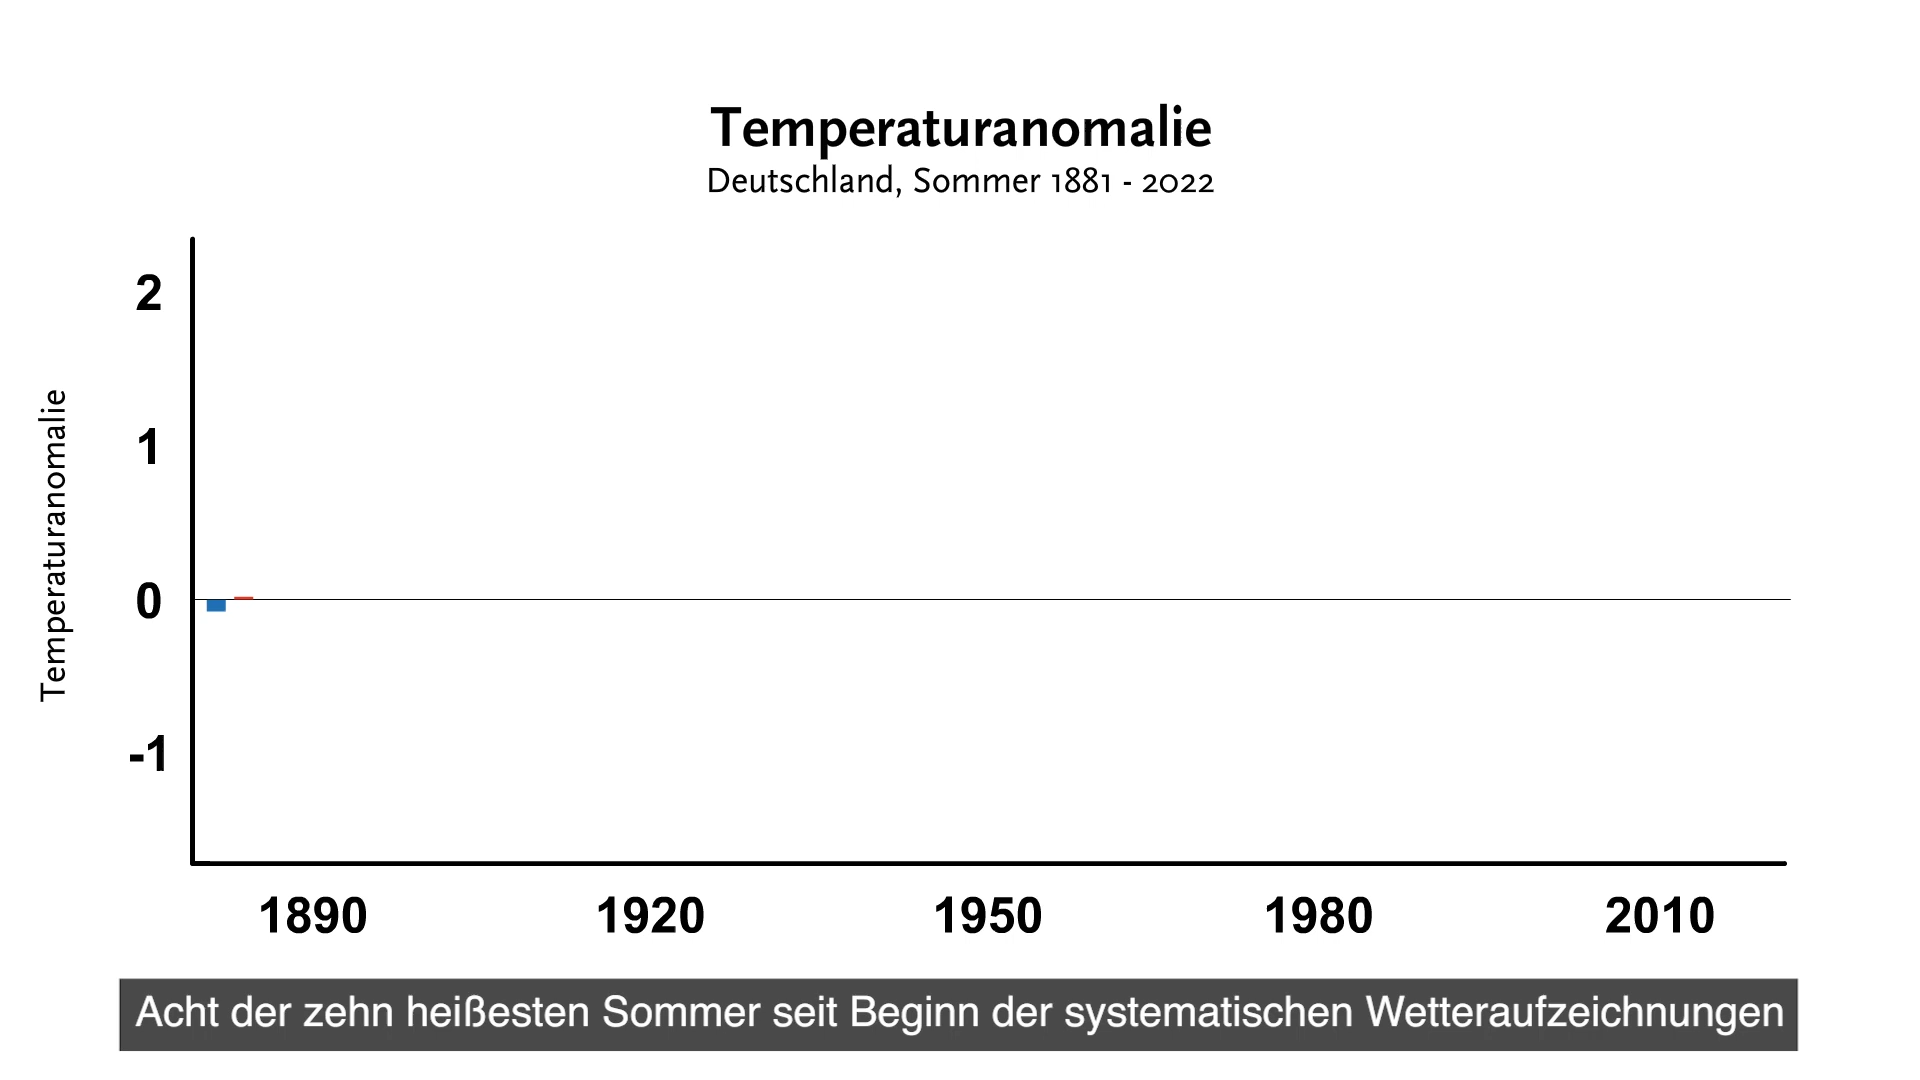 Temperaturanomalie
Deutschland, Sommer 1881 - 2022
Temperaturanomalie
2
1
0
-1
1890 1920 1950 1980 2010
Acht der zehn heißesten Sommer seit Beginn der systematischen Wetteraufzeichnungen